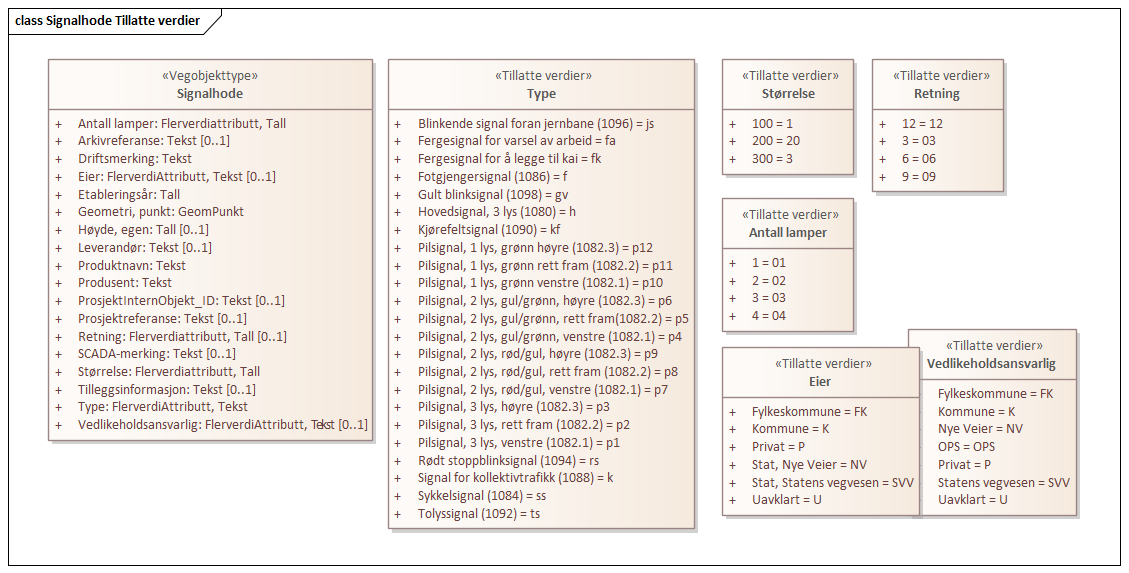 class Signalhode Tillatte verdier
«Vegobjekttype»
Signalhode
+ Antall lamper: Flerverdiattributt, Tall
+ Arkivreferanse: Tekst [0..1]
+ Driftsmerking: Tekst
+ Eier: FlerverdiAttributt, Tekst [0..1]
+ Etableringsår: Tall
+ Geometri, punkt: GeomPunkt
+ Høyde, egen: Tall [0..1]
+ Leverandør: Tekst [0..1]
+ Produktnavn: Tekst
+ Produsent: Tekst
+ ProsjektInternObjekt_ID: Tekst [0..1]
+ Prosjektreferanse: Tekst [0..1]
+ Retning: Flerverdiattributt, Tall [0..1]
+ SCADA-merking: Tekst [0..1]
+ Størrelse: Flerverdiattributt, Tall
+ Tilleggsinformasjon: Tekst [0..1]
+ Type: FlerverdiAttributt, Tekst
+ Vedlikeholdsansvarlig: FlerverdiAttributt, Tekst [0..1]
«Tillatte verdier»
Type
+ Blinkende signal foran jernbane (1096) = js
+ Fergesignal for varsel av arbeid = fa
+ Fergesignal for å legge til kai = fk
+ Fotgjengersignal (1086) = f
+ Gult blinksignal (1098) = gv
+ Hovedsignal, 3 lys (1080) = h
+ Kjørefeltsignal (1090) = kf
+ Pilsignal, 1 lys, grønn høyre (1082.3) = p12
+ Pilsignal, 1 lys, grønn rett fram (1082.2) = p11
+ Pilsignal, 1 lys, grønn venstre (1082.1) = p10
+ Pilsignal, 2 lys, gul/grønn, høyre (1082.3) = p6
+ Pilsignal, 2 lys, gul/grønn, rett fram(1082.2) = p5
+ Pilsignal, 2 lys, gul/grønn, venstre (1082.1) = p4
+ Pilsignal, 2 lys, rød/gul, høyre (1082.3) = p9
+ Pilsignal, 2 lys, rød/gul, rett fram (1082.2) = p8
+ Pilsignal, 2 lys, rød/gul, venstre (1082.1) = p7
+ Pilsignal, 3 lys, høyre (1082.3) = p3
+ Pilsignal, 3 lys, rett fram (1082.2) = p2
+ Pilsignal, 3 lys, venstre (1082.1) = p1
+ Rødt stoppblinksignal (1094) = rs
+ Signal for kollektivtrafikk (1088) = k
+ Sykkelsignal (1084) = ss
+ Tolyssignal (1092) = ts
«Tillatte verdier»
Størrelse
+ 100 = 1
+ 200 = 20
+ 300 = 3
«Tillatte verdier»
Retning
+ 12 = 12
+ 3 = 03
+ 6 = 06
+ 9 = 09
«Tillatte verdier»
Antall lamper
+ 1 = 01
+ 2 = 02
+ 3 = 03
+ 4 = 04
«Tillatte verdier»
Eier
+ Fylkeskommune = FK
+ Kommune = K
+ Privat = P
+ Stat, Nye Veier = NV
+ Stat, Statens vegvesen = SVV
+ Uavklart = U
«Tillatte verdier»
Vedlikeholdsansvarlig
Fylkeskommune = FK
Kommune = K
Nye Veier = NV
OPS = OPS
Privat = P
Statens vegvesen = SVV
Uavklart = U